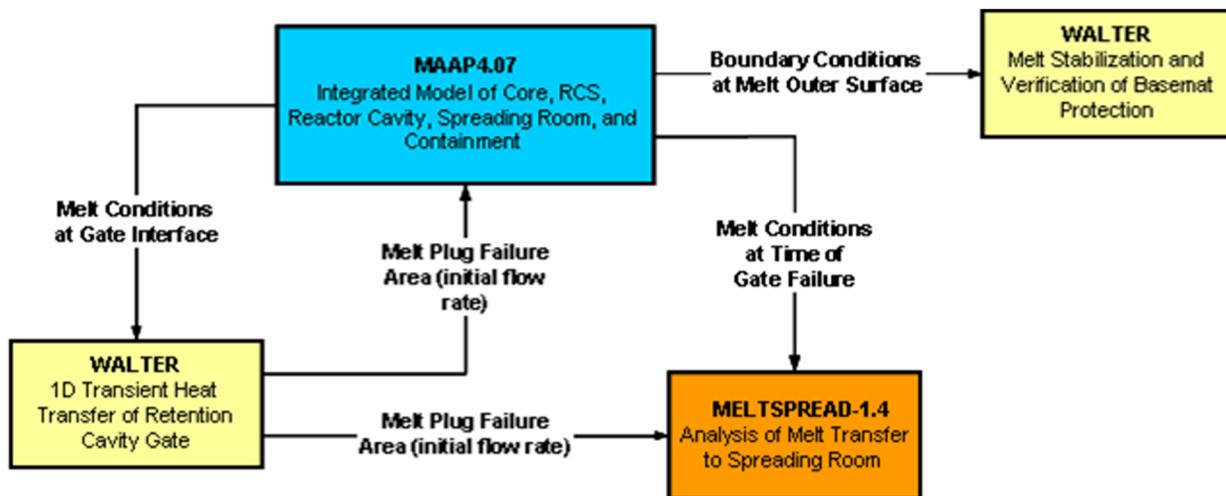 MAAP4.07
Integrated Model of Core, RCS,
Reactor Cavity, Spreading Room, and
Containment
Boundary Conditions
at Melt Outer Surface
WALTER
Melt Stabilization and
Verification of Basemat
Protection
Melt Conditions
at Gate Interface
Melt Plug Failure
Area (initial flow
rate)
Melt Conditions
at Time of
Gate Failure
WALTER
1D Transient Heat
Transfer of Retention
Cavity Gate
Melt Plug Failure
Area (initial flow rate)
MELTSPREAD-1.4
Analysis of Melt Transfer
to Spreading Room